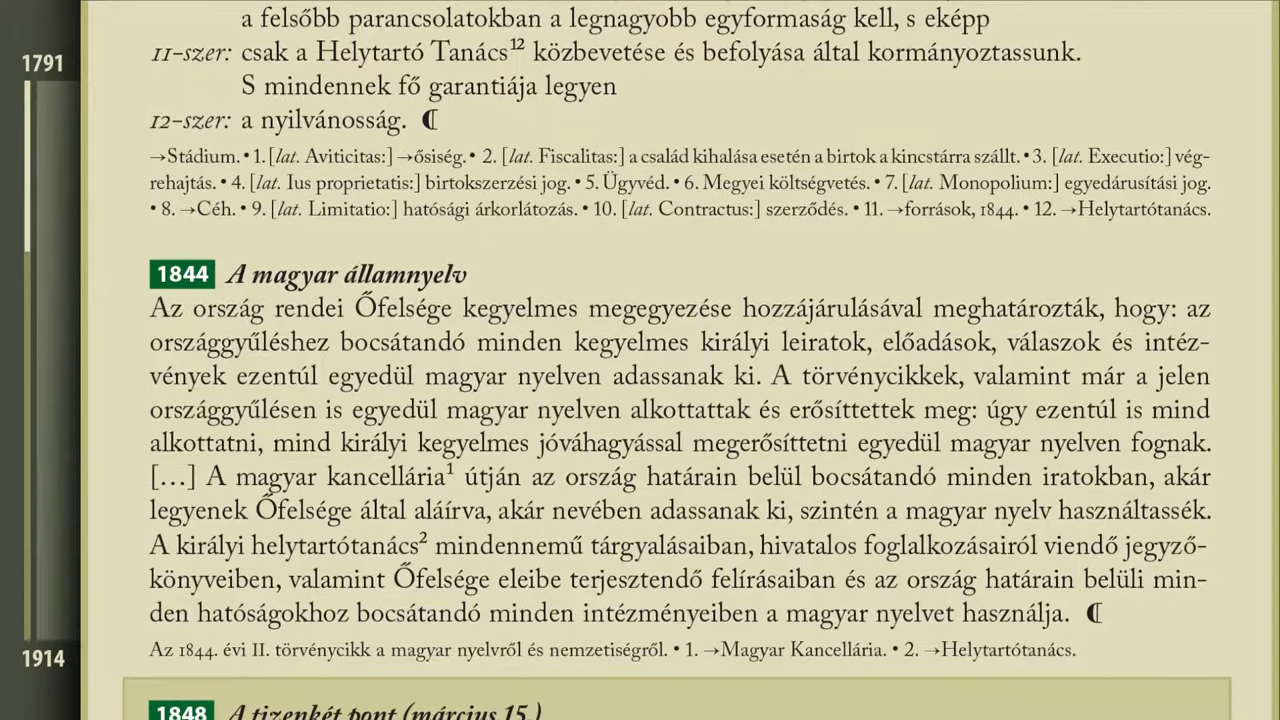 a felsőbb parancsolatokban a legnagyobb egyformaság kell, s eképp
1791
11-szer: csak a Helytartó Tanács¹² közbevetése és befolyása által kormányoztassunk.
S mindennek fő garantiája legyen
12-szer: a nyilvánosság. ⸿
→Stádium. • 1. [lat. Aviticitas:] →ősiség. • 2. [lat. Fiscalitas:] a család kihalása esetén a birtok a kincstárra szállt. • 3. [lat. Executio:] vég-
rehajtás. • 4. [lat. Ius proprietatis:] birtokszerzési jog. • 5. Ügyvéd. • 6. Megyei költségvetés. • 7. [lat. Monopolium:] egyedárusítási jog.
• 8. →Céh. • 9. [lat. Limitatio:] hatósági árkorlátozás. • 10. [lat. Contractus:] szerződés. • 11. →források, 1844. • 12. →Helytartótanács.
1844 A magyar államnyelv
Az ország rendei Őfelsége kegyelmes megegyezése hozzájárulásával meghatározták, hogy: az
országgyűléshez bocsátandó minden kegyelmes királyi leiratok, előadások, válaszok és intéz-
vények ezentúl egyedül magyar nyelven adassanak ki. A törvénycikkek, valamint már a jelen
országgyűlésen is egyedül magyar nyelven alkottattak és erősíttettek meg: úgy ezentúl is mind
alkottatni, mind királyi kegyelmes jóváhagyással megerősíttetni egyedül magyar nyelven fognak.
[…] A magyar kancellária¹ útján az ország határain belül bocsátandó minden iratokban, akár
legyenek Őfelsége által aláírva, akár nevében adassanak ki, szintén a magyar nyelv használtassék.
A királyi helytartótanács² mindennemű tárgyalásaiban, hivatalos foglalkozásairól viendő jegyző-
könyveiben, valamint Őfelsége eleibe terjesztendő felírásaiban és az ország határain belüli min-
den hatóságokhoz bocsátandó minden intézményeiben a magyar nyelvet használja. ⸿
Az 1844. évi II. törvénycikk a magyar nyelvről és nemzetiségről. • 1. →Magyar Kancellária. • 2. →Helytartótanács.
1914
1848 A tizenkét pont (március 15.)